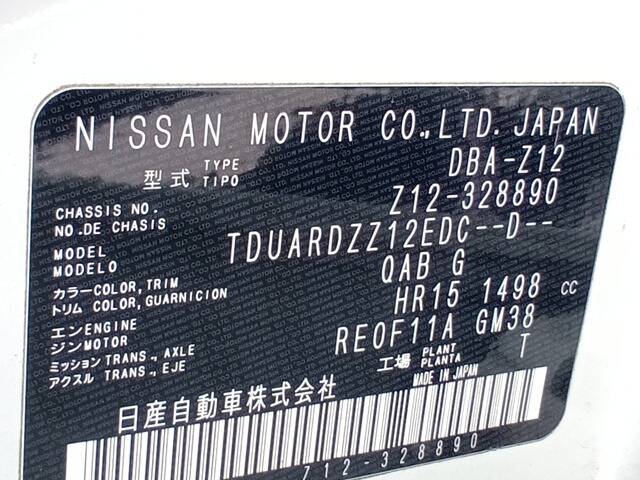 NISSAN MOTOR CO.,LTD. JAPAN
型式 TYPE TIPO DBA-Z12
CHASSIS NO. NO.DE CHASIS Z12-328890
MODEL MODELO TDUARDZZ12EDC--D--
カラー COLOR, TRIM QAB G
トリム COLOR, GUARNICION
エンジン ENGINE MOTOR HR15 1498 CC
ミッション TRANS., AXLE RE0F11A GM38
アクスル TRANS., EJE
工場 PLANT PLANTA T
日産自動車株式会社 MADE IN JAPAN
Z12-328890